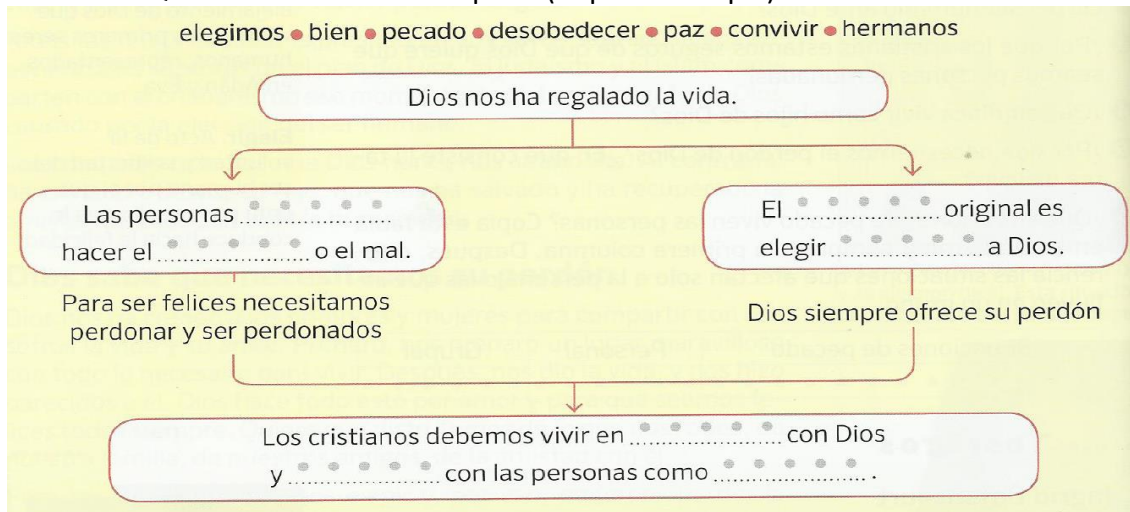 elegimos • bien • pecado • desobedecer • paz • convivir • hermanos
Dios nos ha regalado la vida.
Las personas ...............
hacer el ............... o el mal.
El ............... original es
elegir ............... a Dios.
Para ser felices necesitamos
perdonar y ser perdonados
Dios siempre ofrece su perdón
Los cristianos debemos vivir en ............... con Dios
y ............... con las personas como ............... .